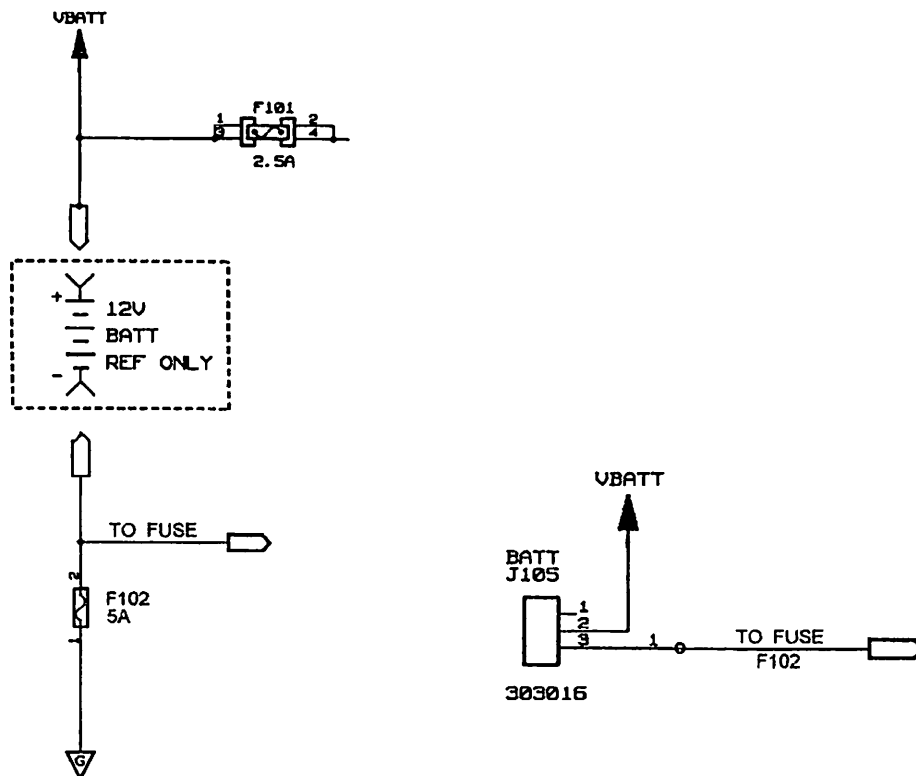 VBATT
F101
1
2
3
4
2.5A
+
12V
BATT
REF ONLY
-
TO FUSE
2
F102
5A
1
G
VBATT
BATT
J105
1
2
3
1
TO FUSE
F102
303016